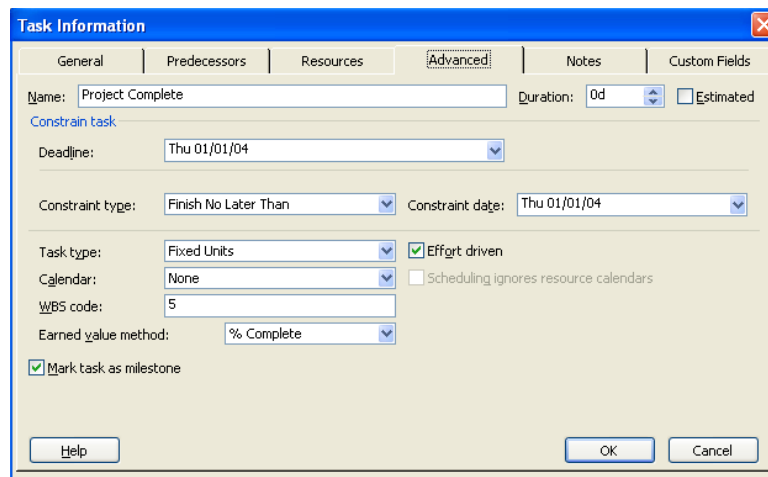 Task Information
General Predecessors Resources Advanced Notes Custom Fields
Name: Project Complete Duration: 0d Estimated
Constrain task
Deadline: Thu 01/01/04
Constraint type: Finish No Later Than Constraint date: Thu 01/01/04
Task type: Fixed Units Effort driven
Calendar: None Scheduling ignores resource calendars
WBS code: 5
Earned value method: % Complete
Mark task as milestone
Help OK Cancel